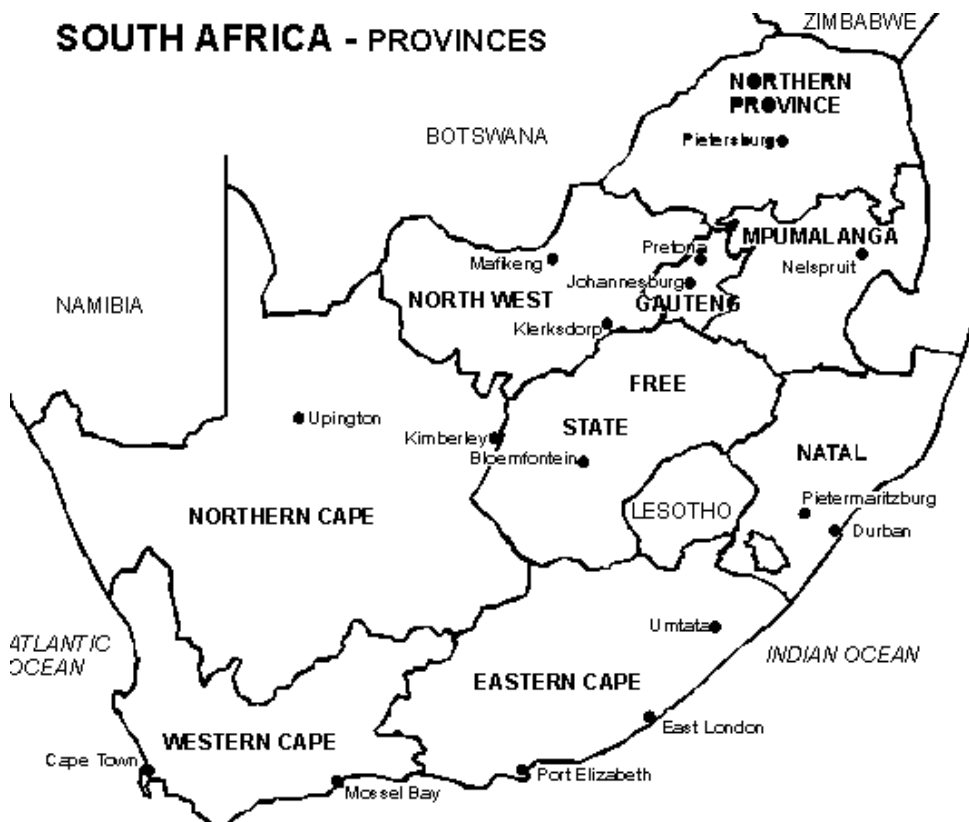 SOUTH AFRICA - PROVINCES
ZIMBABWE
NORTHERN
PROVINCE
BOTSWANA
Pietersburg
MPUMALANGA
Pretoria
Nelspruit
Mafikeng
Johannesburg
NAMIBIA
NORTH WEST
GAUTENG
Klerksdorp
FREE
STATE
Upington
Kimberley
Bloemfontein
NATAL
Pietermaritzburg
LESOTHO
Durban
NORTHERN CAPE
Umtata
ATLANTIC
OCEAN
INDIAN OCEAN
EASTERN CAPE
East London
WESTERN CAPE
Cape Town
Port Elizabeth
Mossel Bay